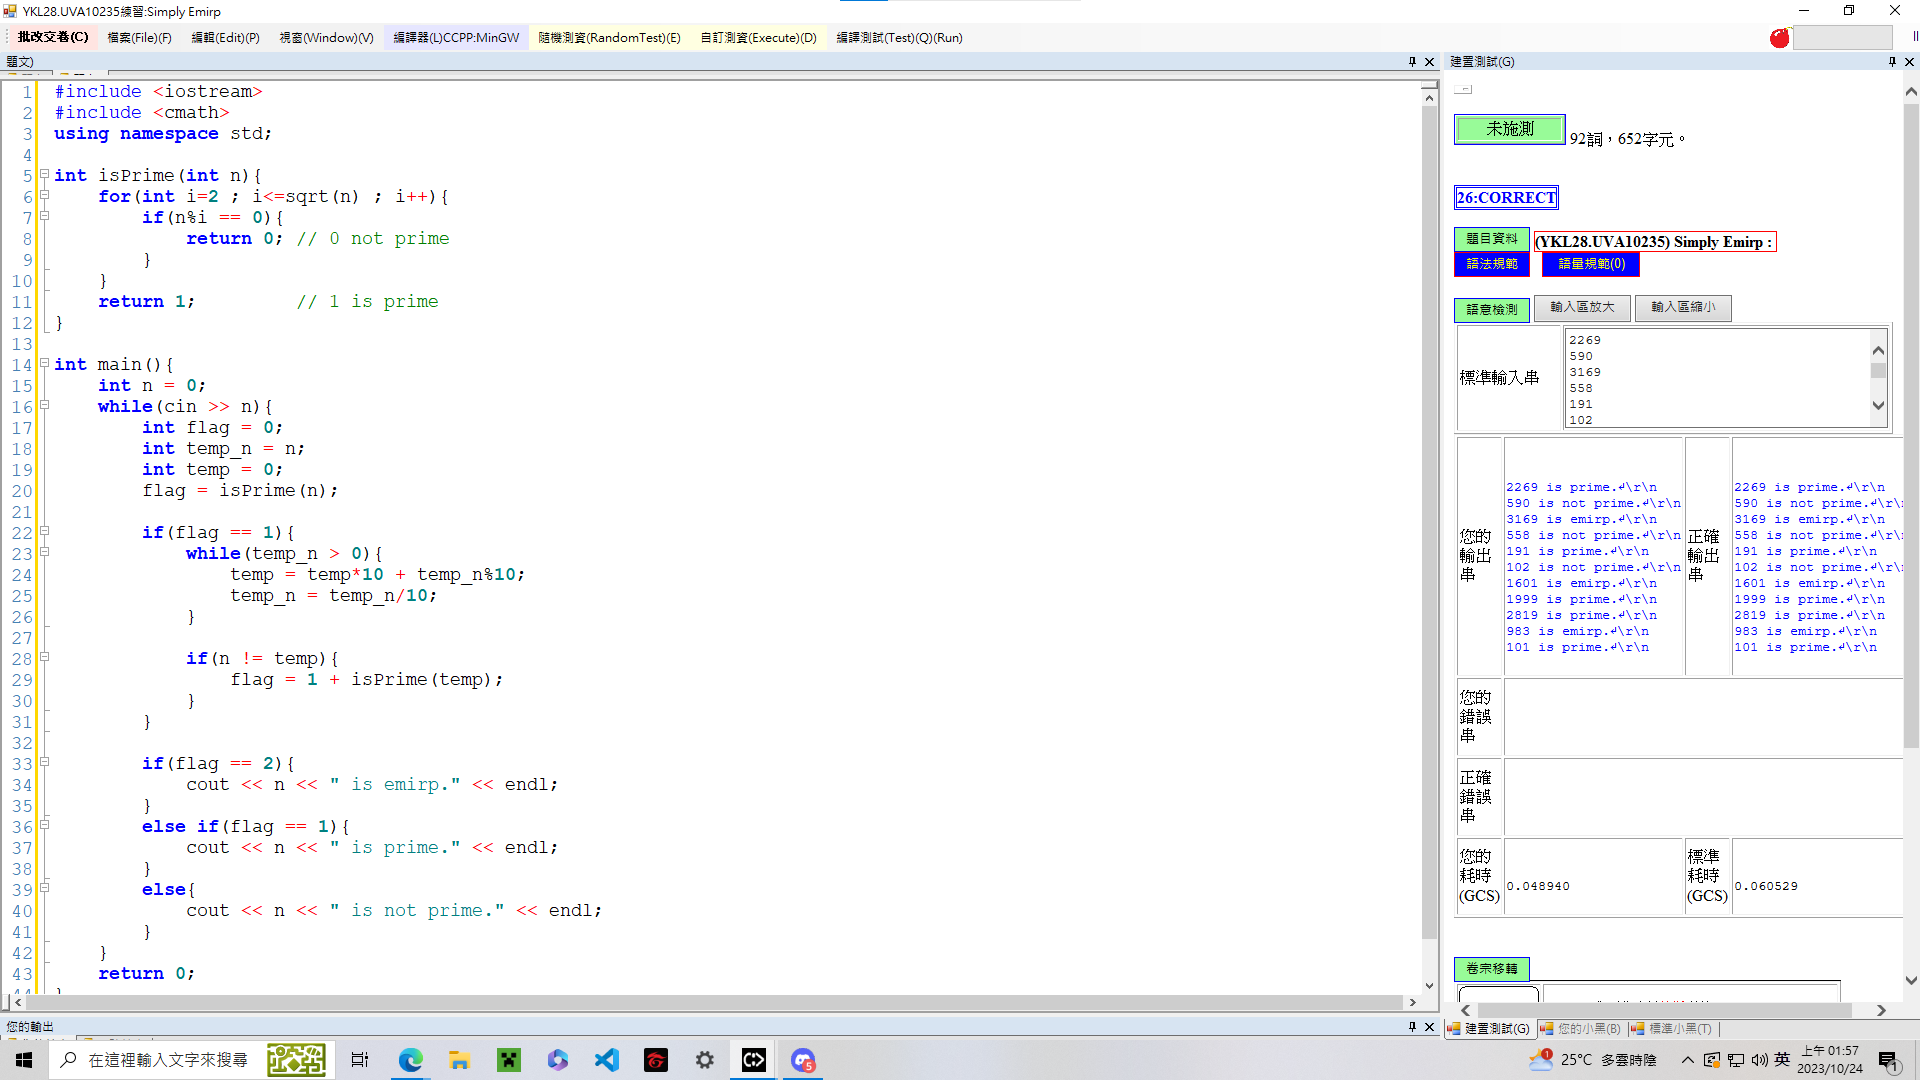 YKL28.UVA10235練習:Simply Emirp
批改交卷(C) 檔案(File)(F) 編輯(Edit)(P) 視窗(Window)(V) 編譯器(L)CCPP:MinGW 隨機測資(RandomTest)(E) 自訂測資(Execute)(D) 編譯測試(Test)(Q)(Run)
題文)
1 #include <iostream>
2 #include <cmath>
3 using namespace std;
4
5 int isPrime(int n){
6     for(int i=2 ; i<=sqrt(n) ; i++){
7         if(n%i == 0){
8             return 0; // 0 not prime
9         }
10     }
11     return 1;         // 1 is prime
12 }
13
14 int main(){
15     int n = 0;
16     while(cin >> n){
17         int flag = 0;
18         int temp_n = n;
19         int temp = 0;
20         flag = isPrime(n);
21
22         if(flag == 1){
23             while(temp_n > 0){
24                 temp = temp*10 + temp_n%10;
25                 temp_n = temp_n/10;
26             }
27
28             if(n != temp){
29                 flag = 1 + isPrime(temp);
30             }
31         }
32
33         if(flag == 2){
34             cout << n << " is emirp." << endl;
35         }
36         else if(flag == 1){
37             cout << n << " is prime." << endl;
38         }
39         else{
40             cout << n << " is not prime." << endl;
41         }
42     }
43     return 0;
您的輸出
建置測試(G)
未施測 92詞，652字元。
26:CORRECT
題目資料 (YKL28.UVA10235) Simply Emirp :
語法規範 語量規範(0)
語意檢測 輸入區放大 輸入區縮小
標準輸入串
2269
590
3169
558
191
102
您的輸出串
2269 is prime.↲\r\n
590 is not prime.↲\r\n
3169 is emirp.↲\r\n
558 is not prime.↲\r\n
191 is prime.↲\r\n
102 is not prime.↲\r\n
1601 is emirp.↲\r\n
1999 is prime.↲\r\n
2819 is prime.↲\r\n
983 is emirp.↲\r\n
101 is prime.↲\r\n
正確輸出串
2269 is prime.↲\r\n
590 is not prime.↲\r\
3169 is emirp.↲\r\n
558 is not prime.↲\r\
191 is prime.↲\r\n
102 is not prime.↲\r\
1601 is emirp.↲\r\n
1999 is prime.↲\r\n
2819 is prime.↲\r\n
983 is emirp.↲\r\n
101 is prime.↲\r\n
您的錯誤串
正確錯誤串
您的耗時(GCS) 0.048940 標準耗時(GCS) 0.060529
卷宗移轉
建置測試(G) 您的小黑(B) 標準小黑(T)
在這裡輸入文字來搜尋
5
1
25°C 多雲時陰
英
上午 01:57
2023/10/24
1